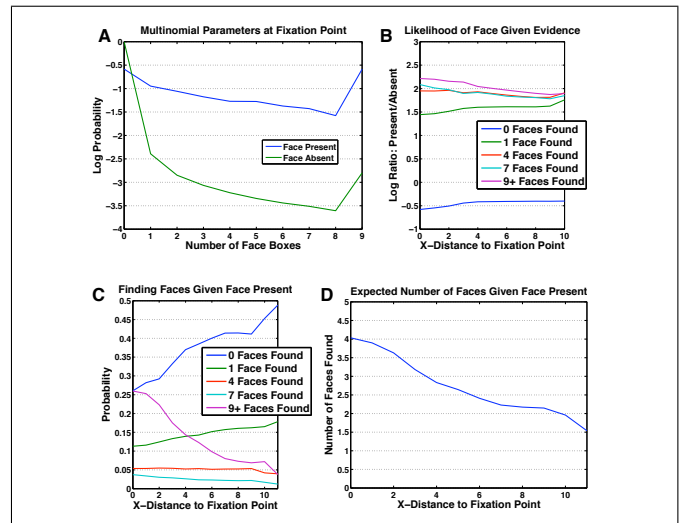 A
Multinomial Parameters at Fixation Point
0
−0.5
−1
−1.5
−2
−2.5
−3
−3.5
−4
Log Probability
Face Present
Face Absent
0 1 2 3 4 5 6 7 8 9
Number of Face Boxes
B
Likelihood of Face Given Evidence
3
2.5
2
1.5
1
0.5
0
−0.5
−1
Log Ratio: Present/Absent
0 Faces Found
1 Face Found
4 Faces Found
7 Faces Found
9+ Faces Found
0 2 4 6 8 10
X−Distance to Fixation Point
C
Finding Faces Given Face Present
0.5
0.45
0.4
0.35
0.3
0.25
0.2
0.15
0.1
0.05
0
Probability
0 Faces Found
1 Face Found
4 Faces Found
7 Faces Found
9+ Faces Found
0 2 4 6 8 10
X−Distance to Fixation Point
D
Expected Number of Faces Given Face Present
5
4.5
4
3.5
3
2.5
2
1.5
1
0.5
0
Number of Faces Found
0 2 4 6 8 10
X−Distance to Fixation Point